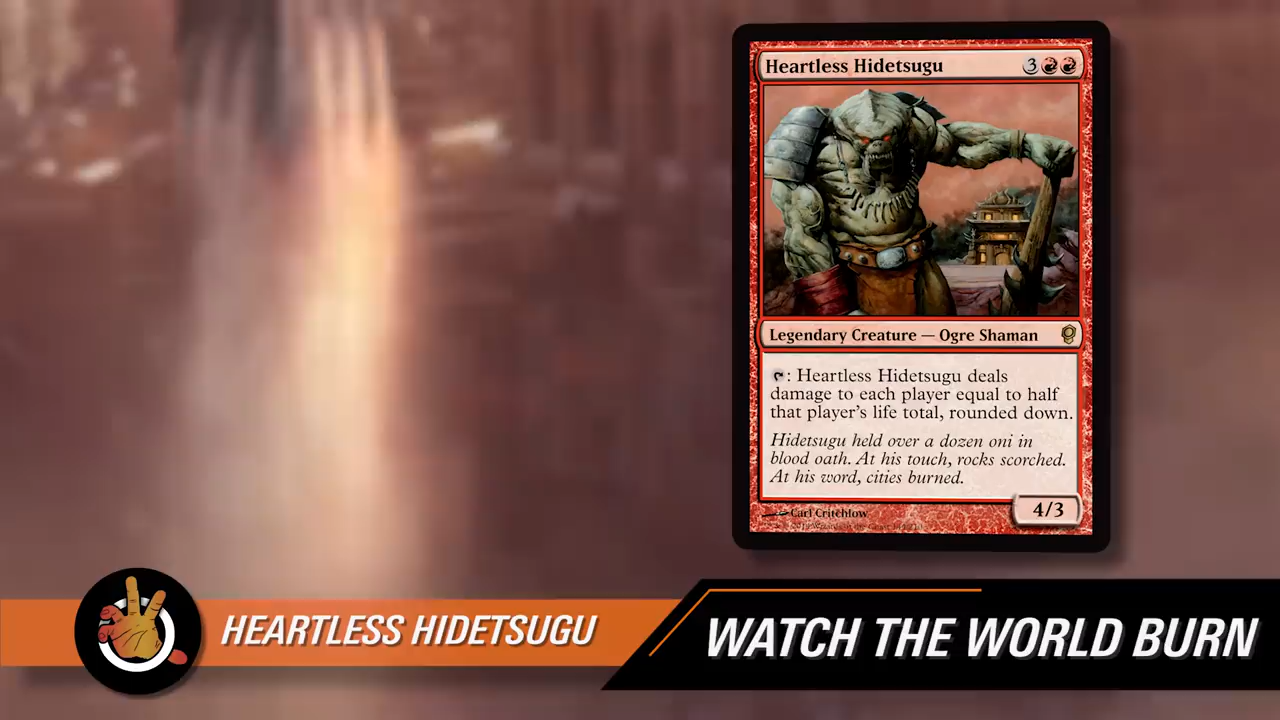 Heartless Hidetsugu 3
Legendary Creature — Ogre Shaman
: Heartless Hidetsugu deals
damage to each player equal to half
that player's life total, rounded down.
Hidetsugu held over a dozen oni in
blood oath. At his touch, rocks scorched.
At his word, cities burned.
4/3
Carl Critchlow
HEARTLESS HIDETSUGU
WATCH THE WORLD BURN